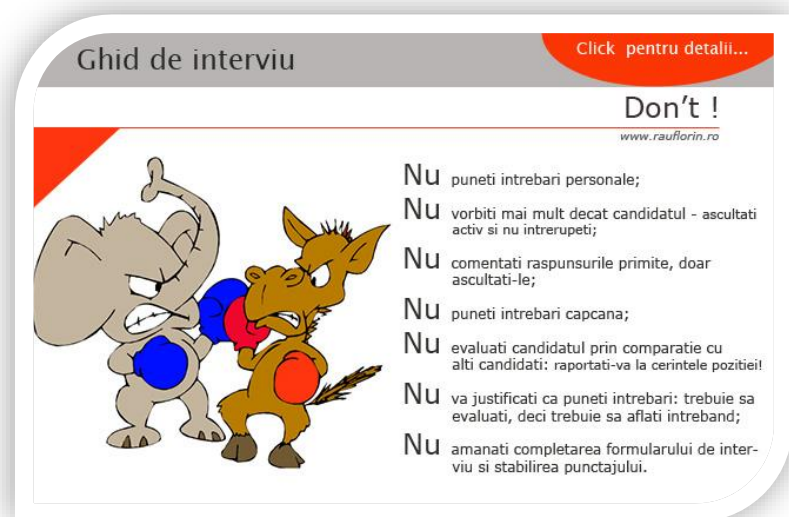 Ghid de interviu
Click pentru detalii...
Don't !
www.rauflorin.ro
Nu puneti intrebari personale;
Nu vorbiti mai mult decat candidatul - ascultati
activ si nu intrerupeti;
Nu comentati raspunsurile primite, doar
ascultati-le;
Nu puneti intrebari capcana;
Nu evaluati candidatul prin comparatie cu
alti candidati: raportati-va la cerintele pozitiei!
Nu va justificati ca puneti intrebari: trebuie sa
evaluati, deci trebuie sa aflati intreband;
Nu amanati completarea formularului de inter-
viu si stabilirea punctajului.